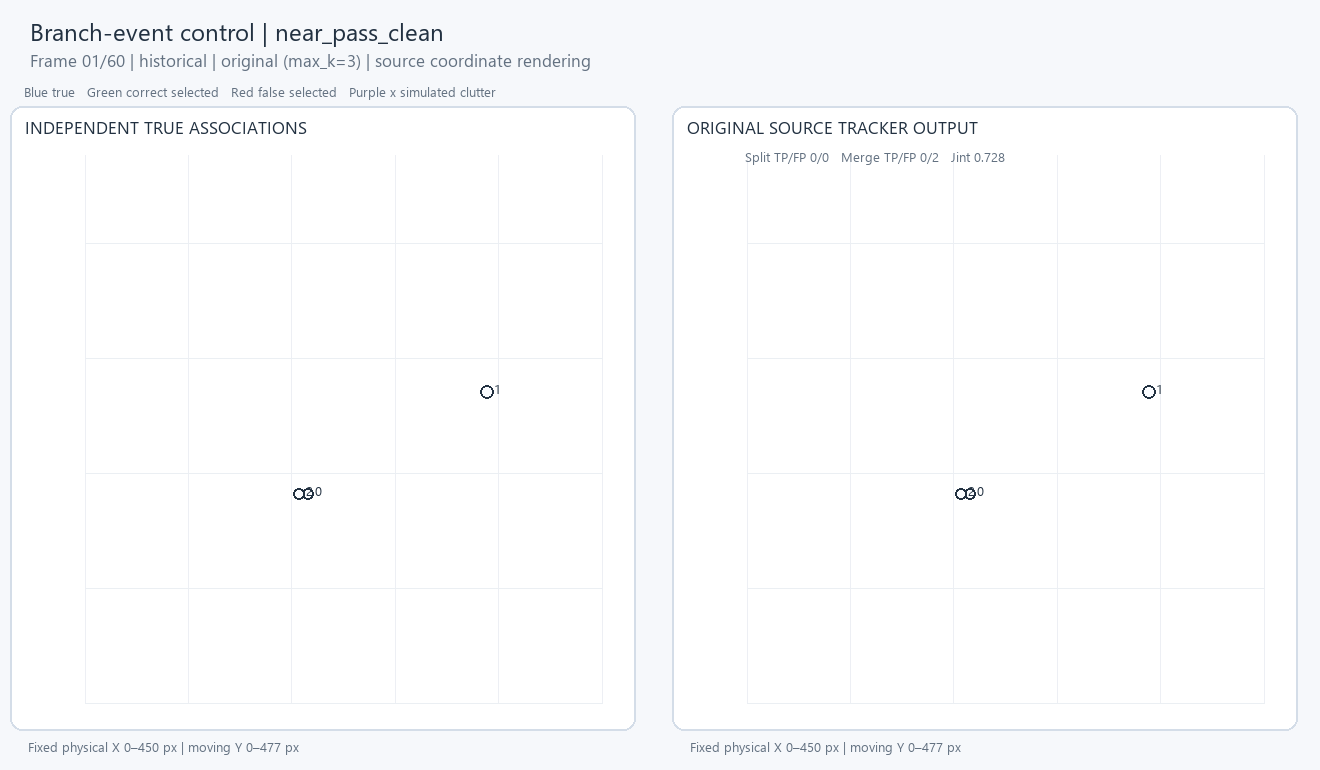 Branch-event control | near_pass_clean
Frame 01/60 | historical | original (max_k=3) | source coordinate rendering
Blue true   Green correct selected   Red false selected   Purple x simulated clutter
INDEPENDENT TRUE ASSOCIATIONS
1
0
Fixed physical X 0–450 px | moving Y 0–477 px
ORIGINAL SOURCE TRACKER OUTPUT
Split TP/FP 0/0   Merge TP/FP 0/2   Jint 0.728
1
0
Fixed physical X 0–450 px | moving Y 0–477 px